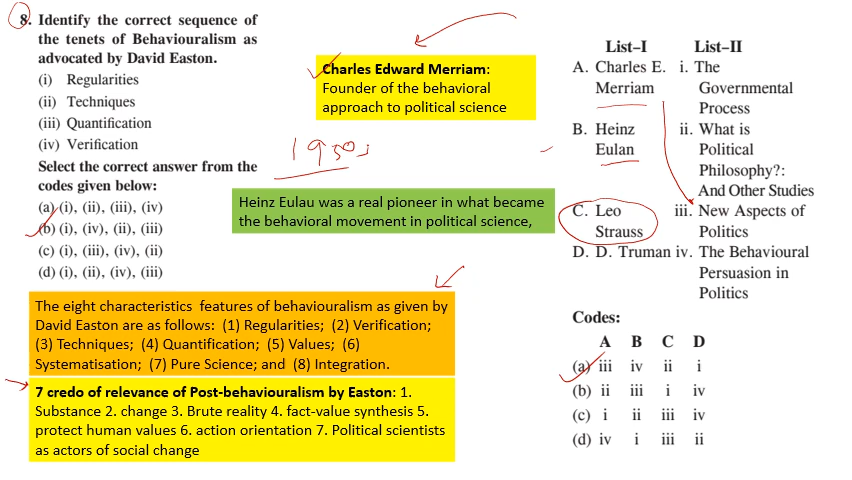 8. Identify the correct sequence of
the tenets of Behaviouralism as
advocated by David Easton.
(i) Regularities
(ii) Techniques
(iii) Quantification
(iv) Verification
Select the correct answer from the
codes given below:
(a) (i), (ii), (iii), (iv)
(b) (i), (iv), (ii), (iii)
(c) (i), (iii), (iv), (ii)
(d) (i), (ii), (iv), (iii)
Charles Edward Merriam:
Founder of the behavioral
approach to political science
1950s
Heinz Eulau was a real pioneer in what became
the behavioral movement in political science,
The eight characteristics features of behaviouralism as given by
David Easton are as follows: (1) Regularities; (2) Verification;
(3) Techniques; (4) Quantification; (5) Values; (6)
Systematisation; (7) Pure Science; and (8) Integration.
7 credo of relevance of Post-behaviouralism by Easton: 1.
Substance 2. change 3. Brute reality 4. fact-value synthesis 5.
protect human values 6. action orientation 7. Political scientists
as actors of social change
List–I List–II
A. Charles E. i. The
Merriam Governmental
Process
B. Heinz ii. What is
Eulan Political
Philosophy?:
And Other Studies
C. Leo iii. New Aspects of
Strauss Politics
D. D. Truman iv. The Behavioural
Persuasion in
Politics
Codes:
A B C D
(a) iii iv ii i
(b) ii iii i iv
(c) i ii iii iv
(d) iv i iii ii